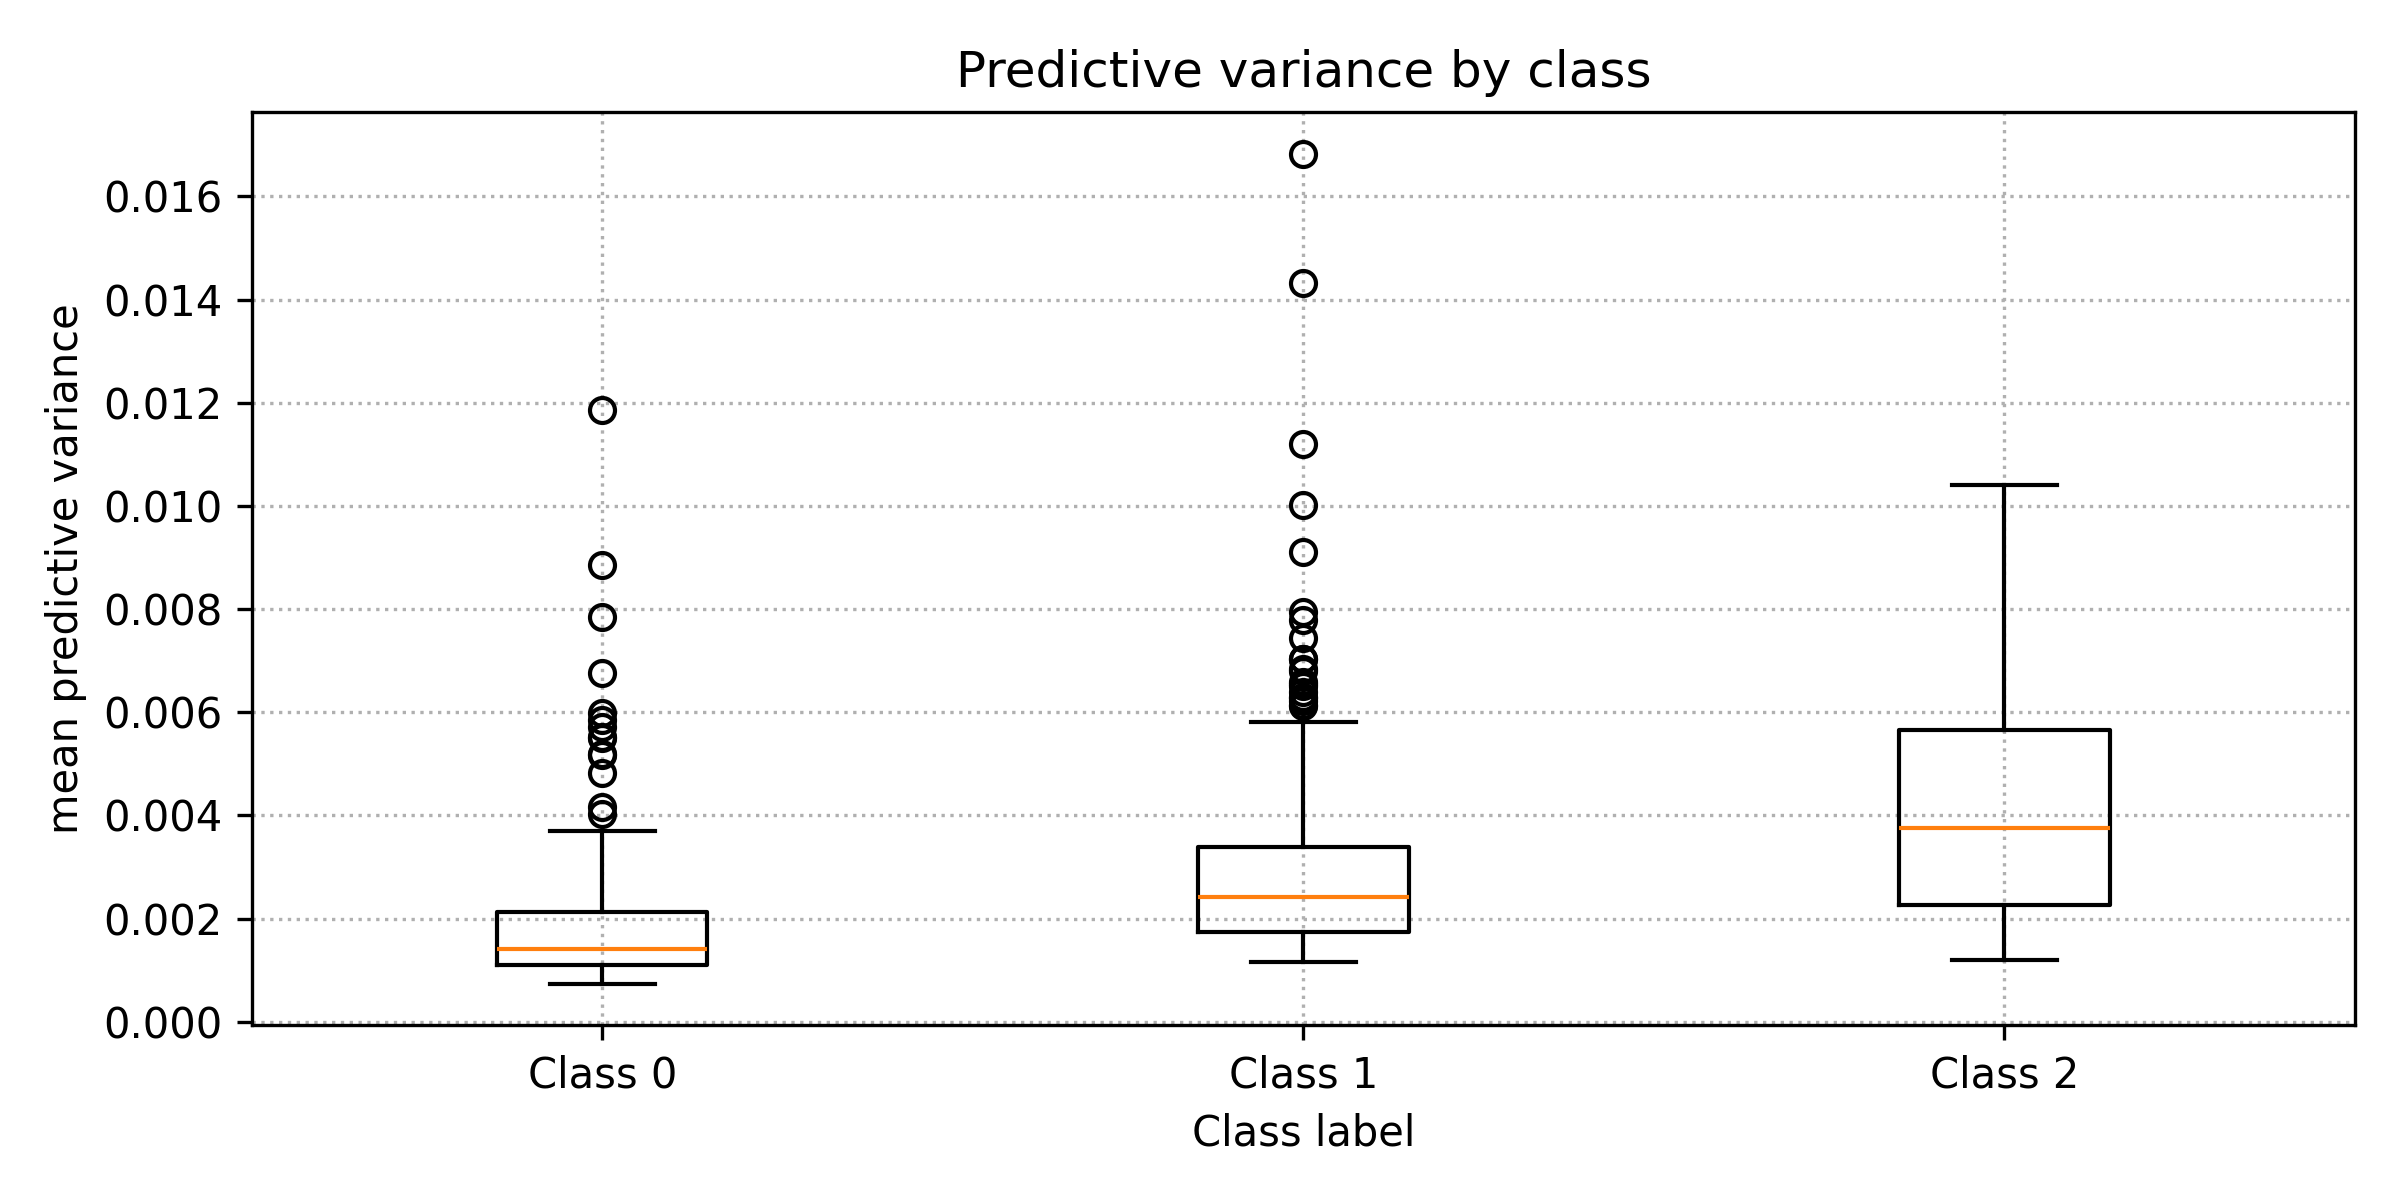 Predictive variance by class
mean predictive variance
0.016
0.014
0.012
0.010
0.008
0.006
0.004
0.002
0.000
Class 0
Class 1
Class 2
Class label